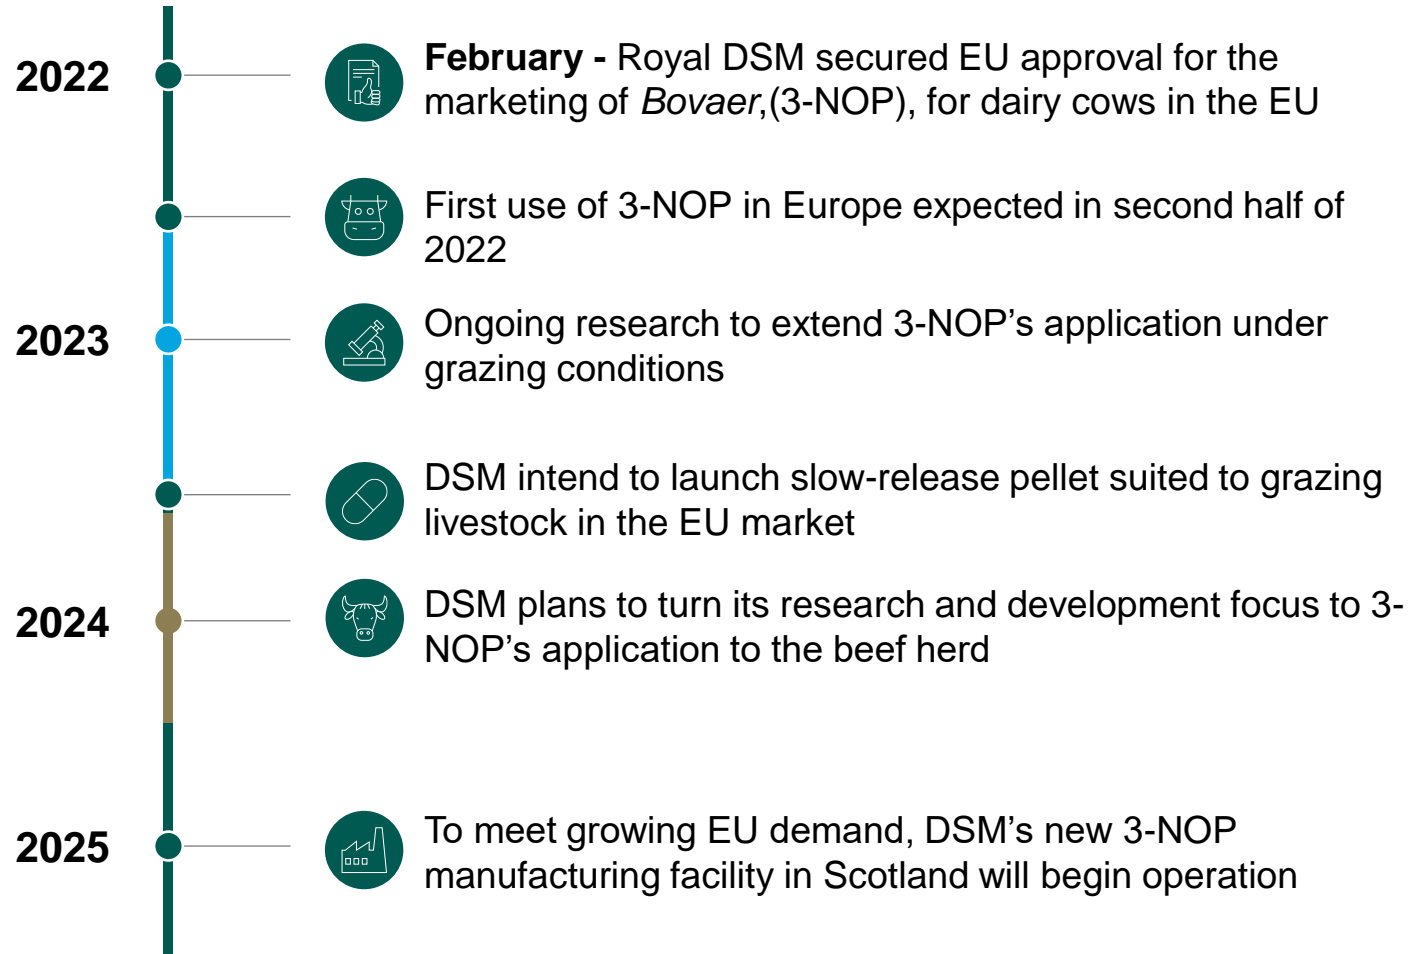 2022
February - Royal DSM secured EU approval for the
marketing of Bovaer,(3-NOP), for dairy cows in the EU
First use of 3-NOP in Europe expected in second half of
2022
2023
Ongoing research to extend 3-NOP’s application under
grazing conditions
DSM intend to launch slow-release pellet suited to grazing
livestock in the EU market
2024
DSM plans to turn its research and development focus to 3-
NOP’s application to the beef herd
2025
To meet growing EU demand, DSM’s new 3-NOP
manufacturing facility in Scotland will begin operation